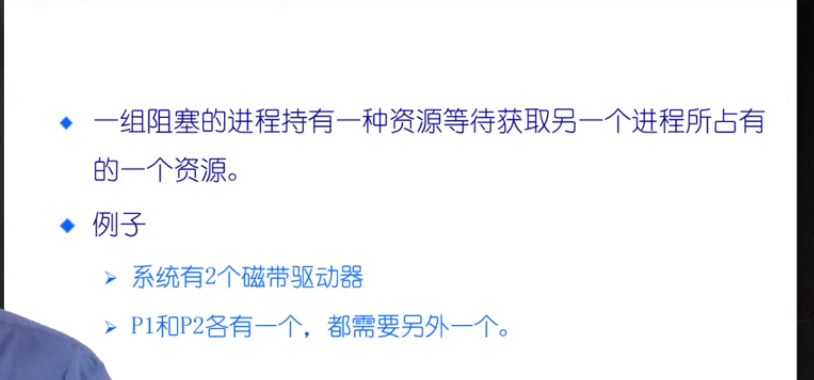 一组阻塞的进程持有一种资源等待获取另一个进程所占有
的一个资源。
例子
系统有2个磁带驱动器
P1和P2各有一个，都需要另外一个。